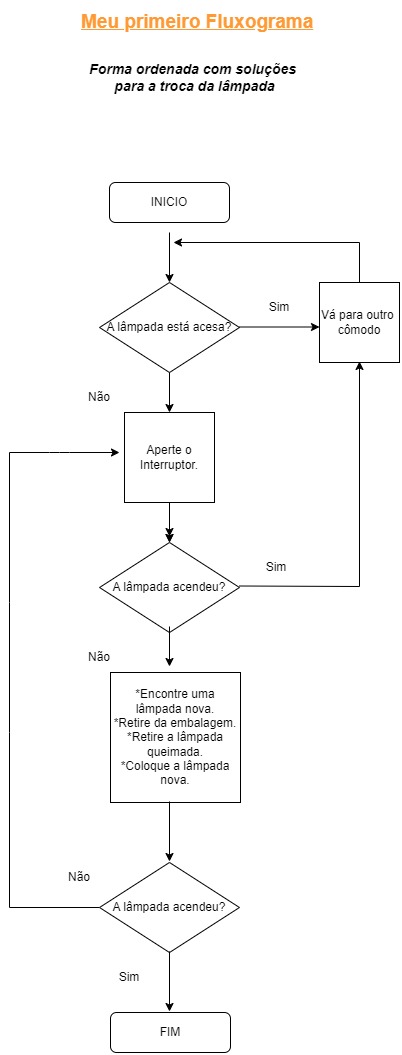 Meu primeiro Fluxograma
Forma ordenada com soluções
para a troca da lâmpada
INICIO
A lâmpada está acesa?
Sim
Vá para outro
cômodo
Não
Aperte o
Interruptor.
A lâmpada acendeu?
Sim
Não
*Encontre uma
lâmpada nova.
*Retire da embalagem.
*Retire a lâmpada
queimada.
*Coloque a lâmpada
nova.
Não
A lâmpada acendeu?
Sim
FIM